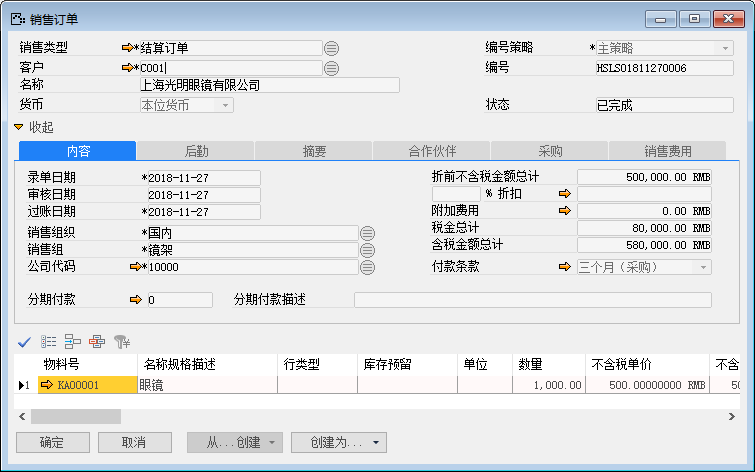 销售订单
销售类型 *结算订单 编号策略 *主策略
客户 *C001 编号 HSLS01811270006
名称 上海光明眼镜有限公司
货币 本位货币 状态 已完成
收起
内容 后勤 摘要 合作伙伴 采购 销售费用
录单日期 *2018-11-27 折前不含税金额总计 500,000.00 RMB
审核日期 2018-11-27 % 折扣
过账日期 *2018-11-27 附加费用 0.00 RMB
销售组织 *国内 税金总计 80,000.00 RMB
销售组 *镜架 含税金额总计 580,000.00 RMB
公司代码 *10000 付款条款 三个月（采购）
分期付款 0 分期付款描述
物料号 名称规格描述 行类型 库存预留 单位 数量 不含税单价 不含
1 KA00001 眼镜 1,000.00 500.00000000 RMB 50
确定 取消 从...创建 创建为...